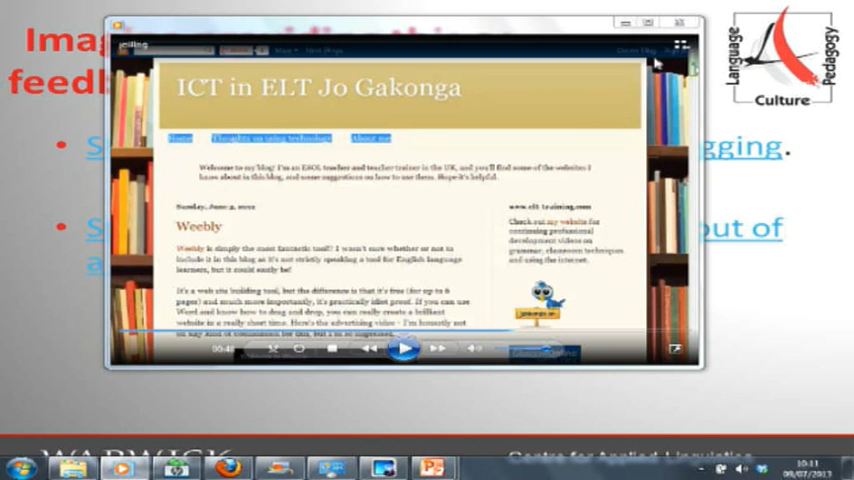 feedb
S
gging.
S
out of
a
Language
Pedagogy
Culture
ICT in ELT Jo Gakonga
Home Thoughts on using technology About me
Welcome to my blog! I'm an ESOL teacher and teacher trainer in the UK, and you'll find some of the websites I
know about in this blog, and some suggestions on how to use them. Hope it's helpful.
Sunday, June 3, 2012
Weebly
Weebly is simply the most fantastic tool!! I wasn't sure whether or not to
include it in this blog as it's not strictly speaking a tool for English language
learners, but it could easily be!
It's a web site building tool, but the difference is that it's free (for up to 6
pages) and much more importantly, it's practically idiot proof. If you can use
Word and know how to drag and drop, you can really create a brilliant
website in a really short time. Here's the advertising video - I'm honestly not
www.elt-training.com
Check out my website for
continuing professional
development videos on
grammar, classroom techniques
and using the internet.
WARWICK
Centre for Applied Linguistics
10:11
09/07/2013